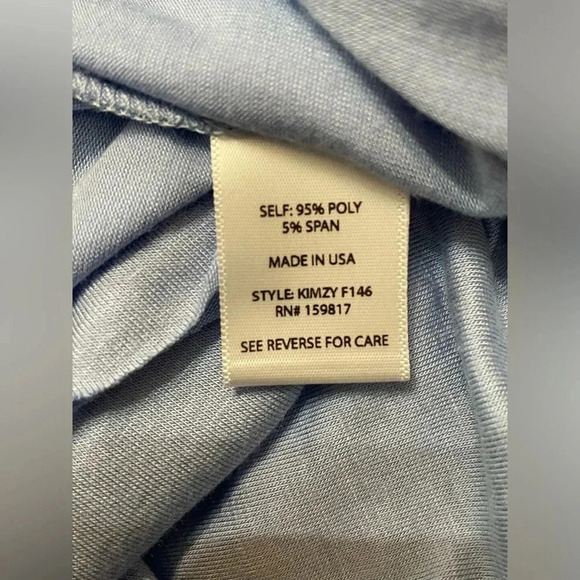 SELF: 95% POLY
5% SPAN
MADE IN USA
STYLE: KIMZY F146
RN# 159817
SEE REVERSE FOR CARE